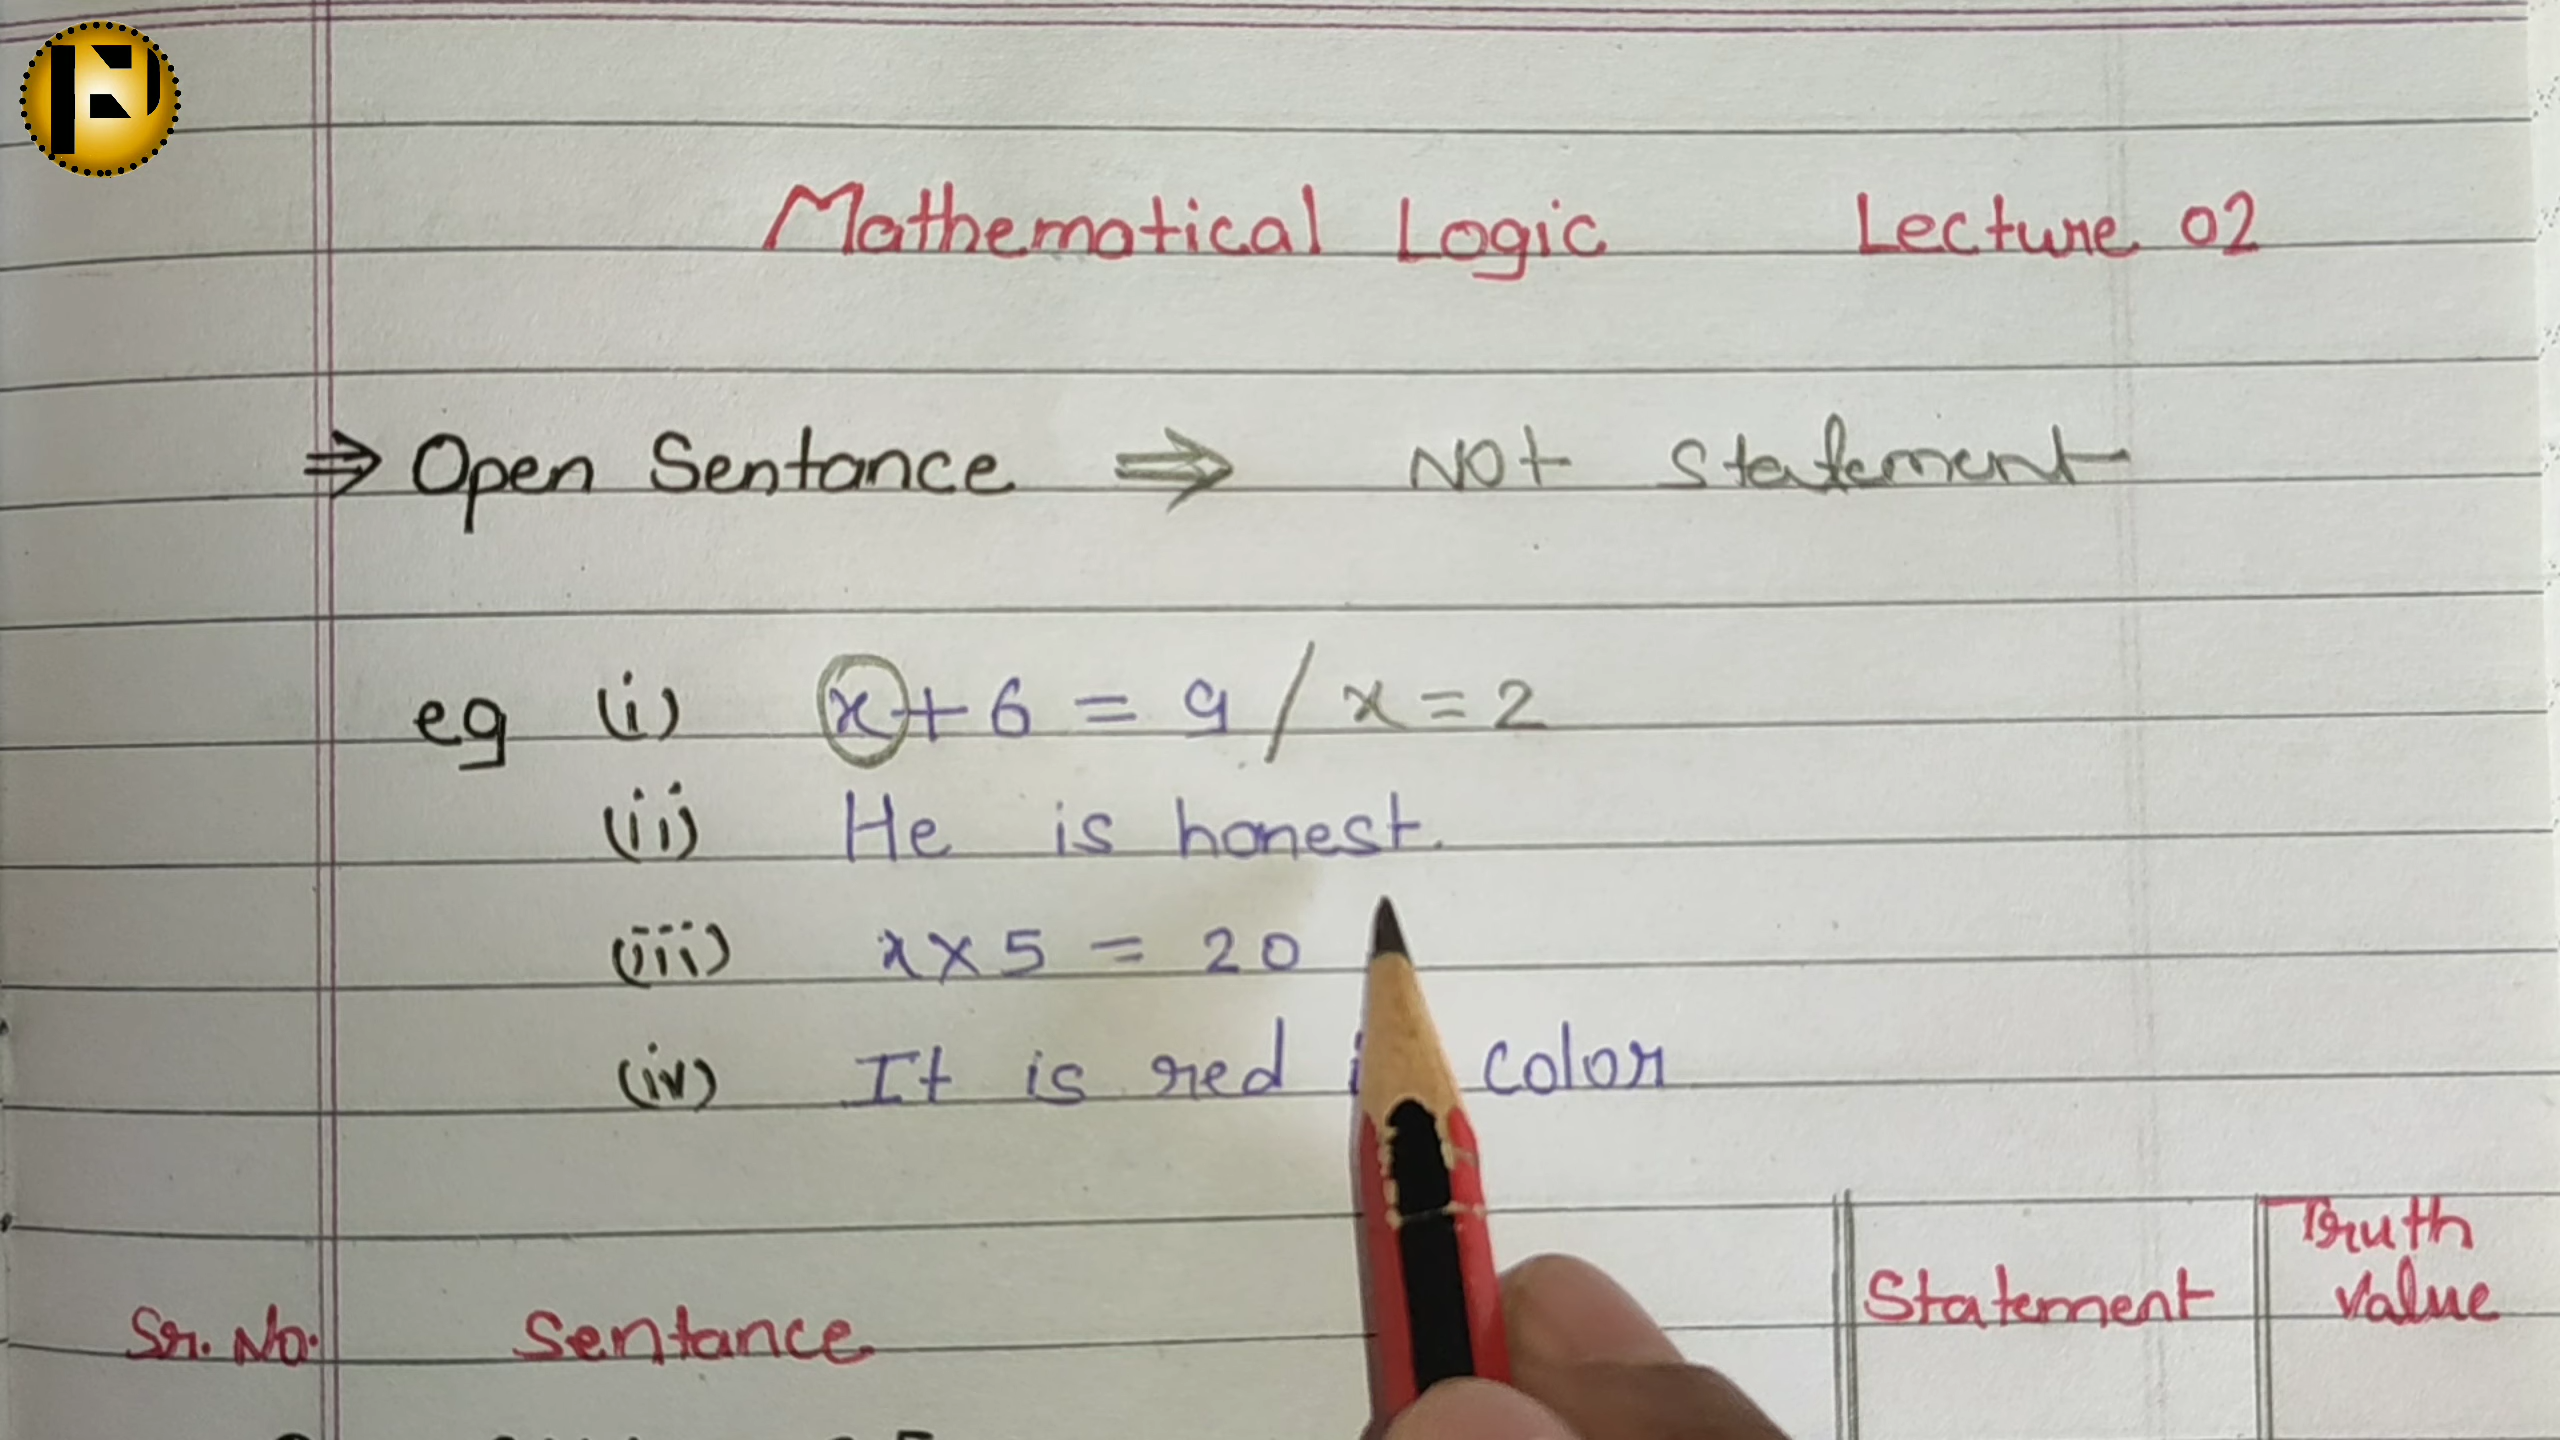 Mathematical Logic Lecture 02
⇒ Open Sentance ⇒ Not Statement
eg (i) x + 6 = 9 / x = 2
(ii) He is honest.
(iii) x × 5 = 20
(iv) It is red color
Sr. No. Sentance Statement Truth Value